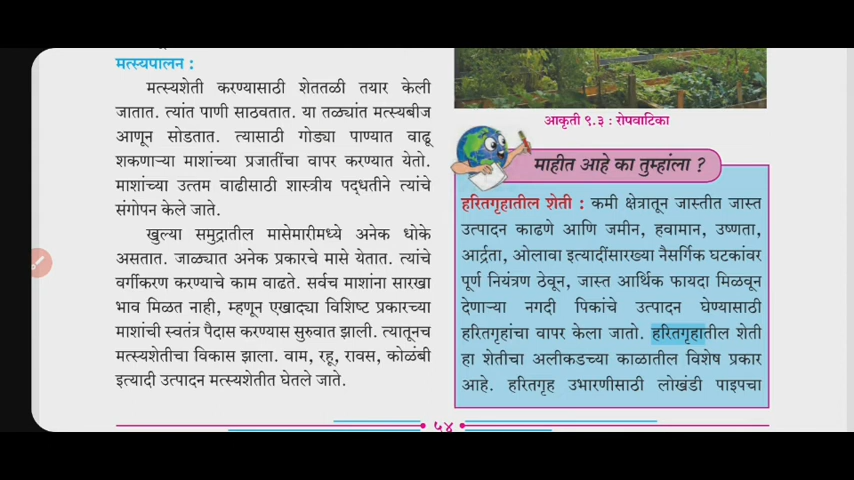 मत्स्यपालन :
मत्स्यशेती करण्यासाठी शेततळी तयार केली
जातात. त्यांत पाणी साठवतात. या तळ्यांत मत्स्यबीज
आणून सोडतात. त्यासाठी गोड्या पाण्यात वाढू
शकणाऱ्या माशांच्या प्रजातींचा वापर करण्यात येतो.
माशांच्या उत्तम वाढीसाठी शास्त्रीय पद्धतीने त्यांचे
संगोपन केले जाते.
खुल्या समुद्रातील मासेमारीमध्ये अनेक धोके
असतात. जाळ्यात अनेक प्रकारचे मासे येतात. त्यांचे
वर्गीकरण करण्याचे काम वाढते. सर्वच माशांना सारखा
भाव मिळत नाही, म्हणून एखाद्या विशिष्ट प्रकारच्या
माशांची स्वतंत्र पैदास करण्यास सुरुवात झाली. त्यातूनच
मत्स्यशेतीचा विकास झाला. वाम, रहू, रावस, कोळंबी
इत्यादी उत्पादन मत्स्यशेतीत घेतले जाते.
आकृती ९.३ : रोपवाटिका
माहीत आहे का तुम्हांला ?
हरितगृहातील शेती : कमी क्षेत्रातून जास्तीत जास्त
उत्पादन काढणे आणि जमीन, हवामान, उष्णता,
आर्द्रता, ओलावा इत्यादींसारख्या नैसर्गिक घटकांवर
पूर्ण नियंत्रण ठेवून, जास्त आर्थिक फायदा मिळवून
देणाऱ्या नगदी पिकांचे उत्पादन घेण्यासाठी
हरितगृहांचा वापर केला जातो. हरितगृहातील शेती
हा शेतीचा अलीकडच्या काळातील विशेष प्रकार
आहे. हरितगृह उभारणीसाठी लोखंडी पाइपचा
५४